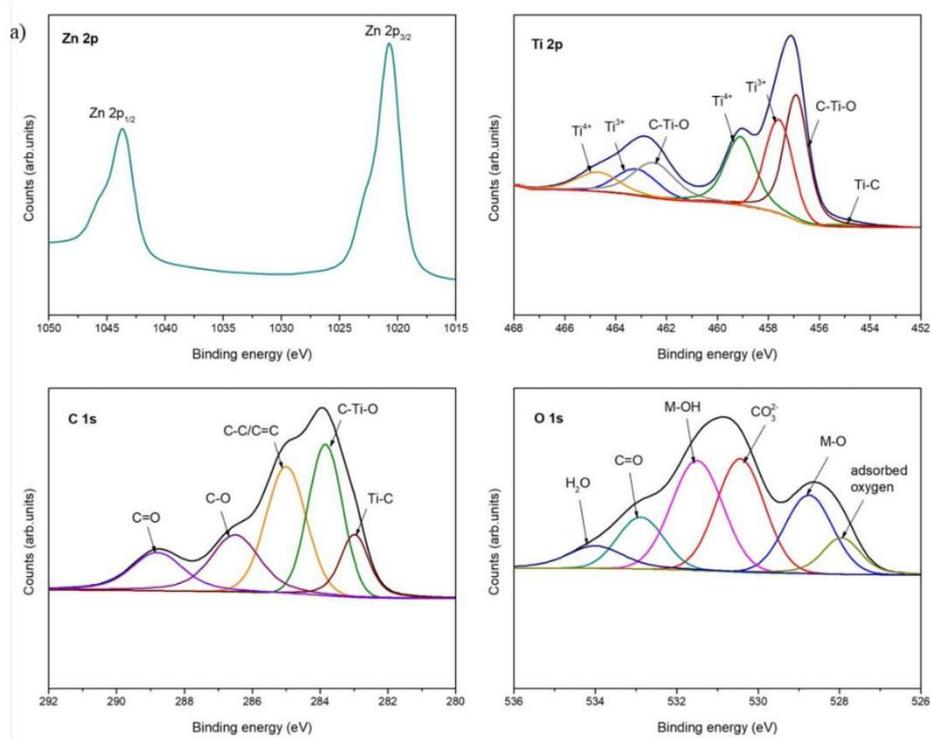 a)
Zn 2p
Zn 2p1/2
Zn 2p3/2
Counts (arb.units)
1050 1045 1040 1035 1030 1025 1020 1015
Binding energy (eV)
Ti 2p
Ti4+
Ti3+
C-Ti-O
Ti4+
Ti3+
C-Ti-O
Ti-C
Counts (arb.units)
468 466 464 462 460 458 456 454 452
Binding energy (eV)
C 1s
C=O
C-O
C-C/C=C
C-Ti-O
Ti-C
Counts (arb.units)
292 290 288 286 284 282 280
Binding energy (eV)
O 1s
H2O
C=O
M-OH
CO3 2-
M-O
adsorbed
oxygen
Counts (arb.units)
536 534 532 530 528 526
Binding energy (eV)